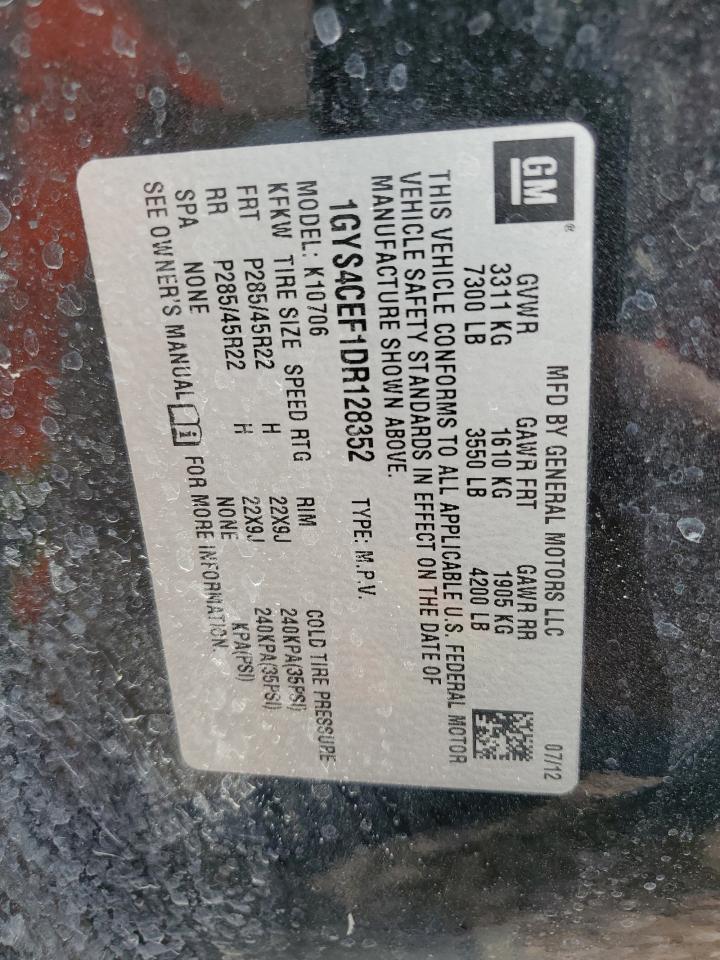 GM®
MFD BY GENERAL MOTORS LLC 07/12
GVWR GAWR FRT GAWR RR
3311 KG 1610 KG 1905 KG
7300 LB 3550 LB 4200 LB
THIS VEHICLE CONFORMS TO ALL APPLICABLE U.S. FEDERAL MOTOR
VEHICLE SAFETY STANDARDS IN EFFECT ON THE DATE OF
MANUFACTURE SHOWN ABOVE.
1GYS4CEF1DR128352 TYPE: M.P.V.
MODEL: K10706
KFKW TIRE SIZE SPEED RTG RIM COLD TIRE PRESSURE
FRT P285/45R22 H 22X9J 240KPA(35PSI)
RR P285/45R22 H 22X9J 240KPA(35PSI)
SPA NONE NONE KPA(PSI)
SEE OWNER'S MANUAL FOR MORE INFORMATION.